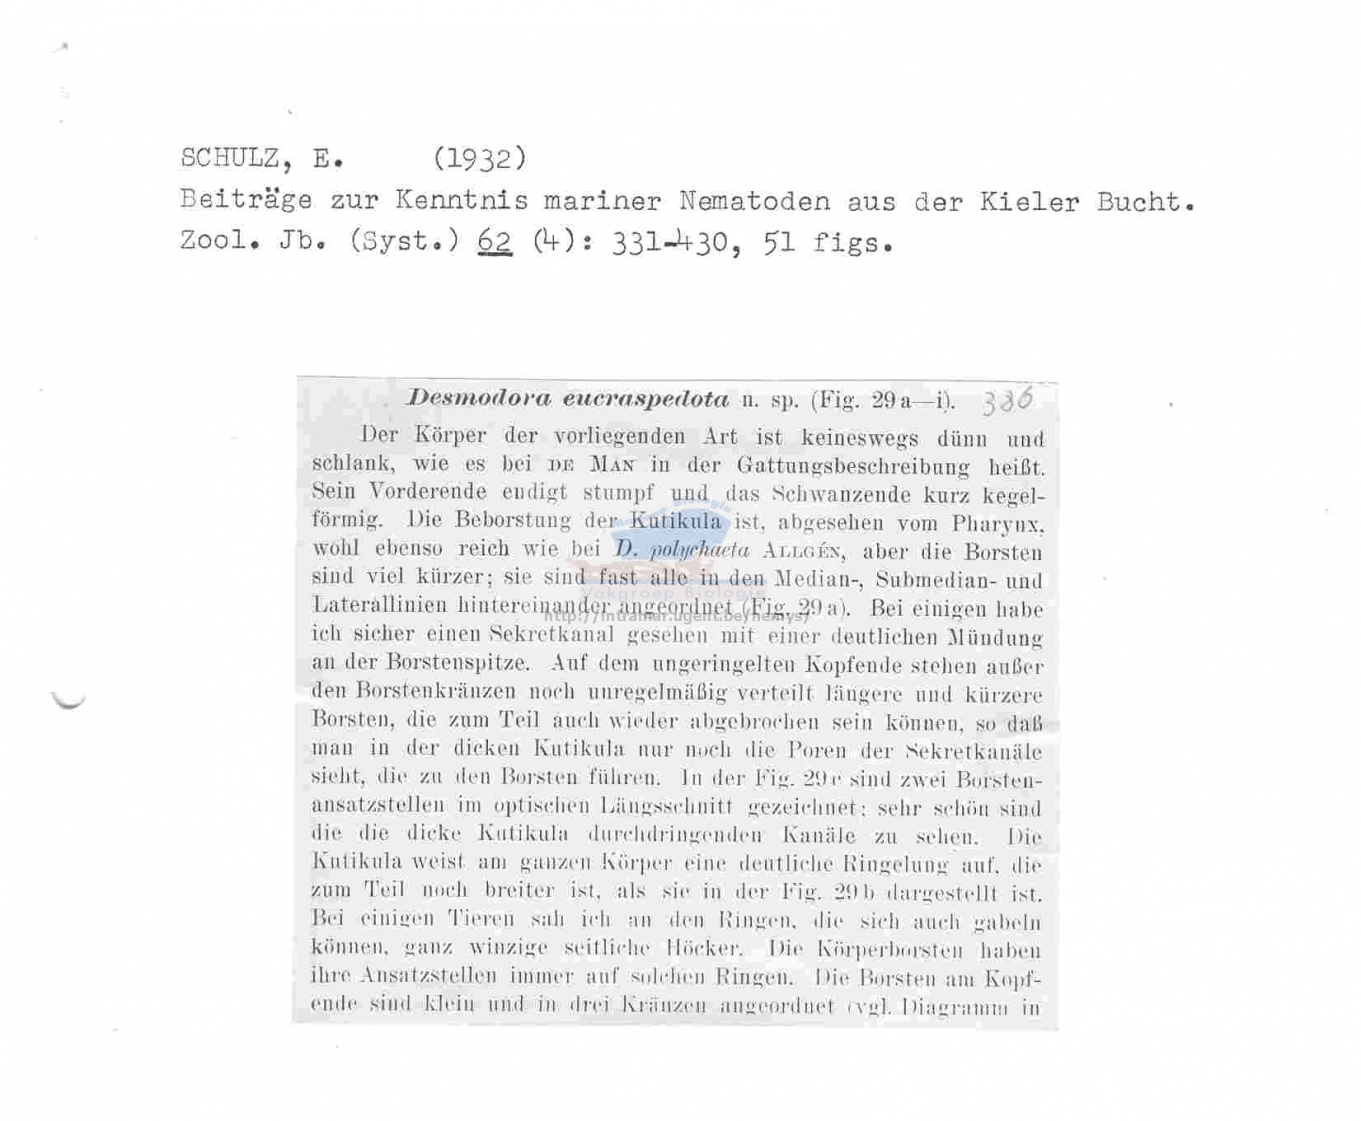 SCHULZ, E. (1932)
Beiträge zur Kenntnis mariner Nematoden aus der Kieler Bucht.
Zool. Jb. (Syst.) 62 (4): 331-430, 51 figs.
Desmodora eucraspedota n. sp. (Fig. 29 a—i). 336
Der Körper der vorliegenden Art ist keineswegs dünn und
schlank, wie es bei DE MAN in der Gattungsbeschreibung heißt.
Sein Vorderende endigt stumpf und das Schwanzende kurz kegel-
förmig. Die Beborstung der Kutikula ist, abgesehen vom Pharynx,
wohl ebenso reich wie bei D. polychaeta ALLGÉN, aber die Borsten
sind viel kürzer; sie sind fast alle in den Median-, Submedian- und
Laterallinien hintereinander angeordnet (Fig. 29 a). Bei einigen habe
ich sicher einen Sekretkanal gesehen mit einer deutlichen Mündung
an der Borstenspitze. Auf dem ungeringelten Kopfende stehen außer
den Borstenkränzen noch unregelmäßig verteilt längere und kürzere
Borsten, die zum Teil auch wieder abgebrochen sein können, so daß
man in der dicken Kutikula nur noch die Poren der Sekretkanäle
sieht, die zu den Borsten führen. In der Fig. 29 c sind zwei Borsten-
ansatzstellen im optischen Längsschnitt gezeichnet; sehr schön sind
die die dicke Kutikula durchdringenden Kanäle zu sehen. Die
Kutikula weist am ganzen Körper eine deutliche Ringelung auf, die
zum Teil noch breiter ist, als sie in der Fig. 29 b dargestellt ist.
Bei einigen Tieren sah ich an den Ringen, die sich auch gabeln
können, ganz winzige seitliche Höcker. Die Körperborsten haben
ihre Ansatzstellen immer auf solchen Ringen. Die Borsten am Kopf-
ende sind klein und in drei Kränzen angeordnet (vgl. Diagramm in
Vakgroep Biologie
http://intramar.ugent.be/nemys/